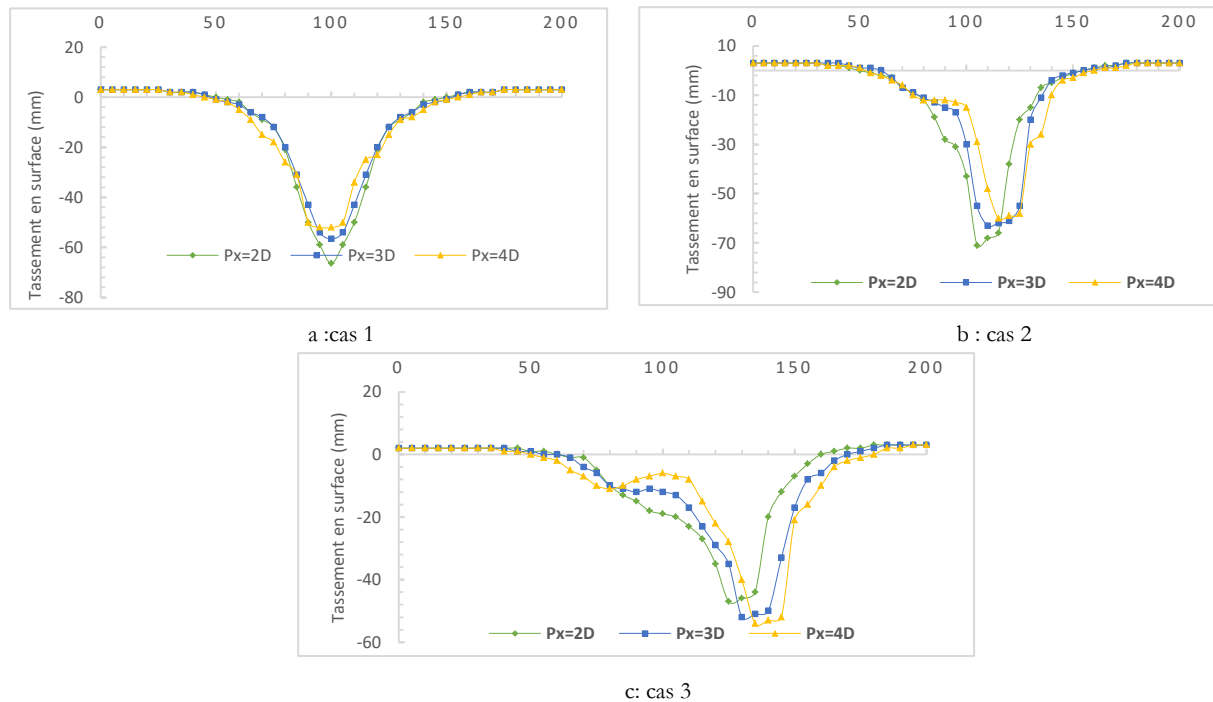 0 50 100 150 200
20
0
-20
-40
-60
-80
Tassement en surface (mm)
Px=2D Px=3D Px=4D
a :cas 1
0 50 100 150 200
10
-10
-30
-50
-70
-90
Tassement en surface (mm)
Px=2D Px=3D Px=4D
b : cas 2
0 50 100 150 200
20
0
-20
-40
-60
Tassement en surface (mm)
Px=2D Px=3D Px=4D
c: cas 3